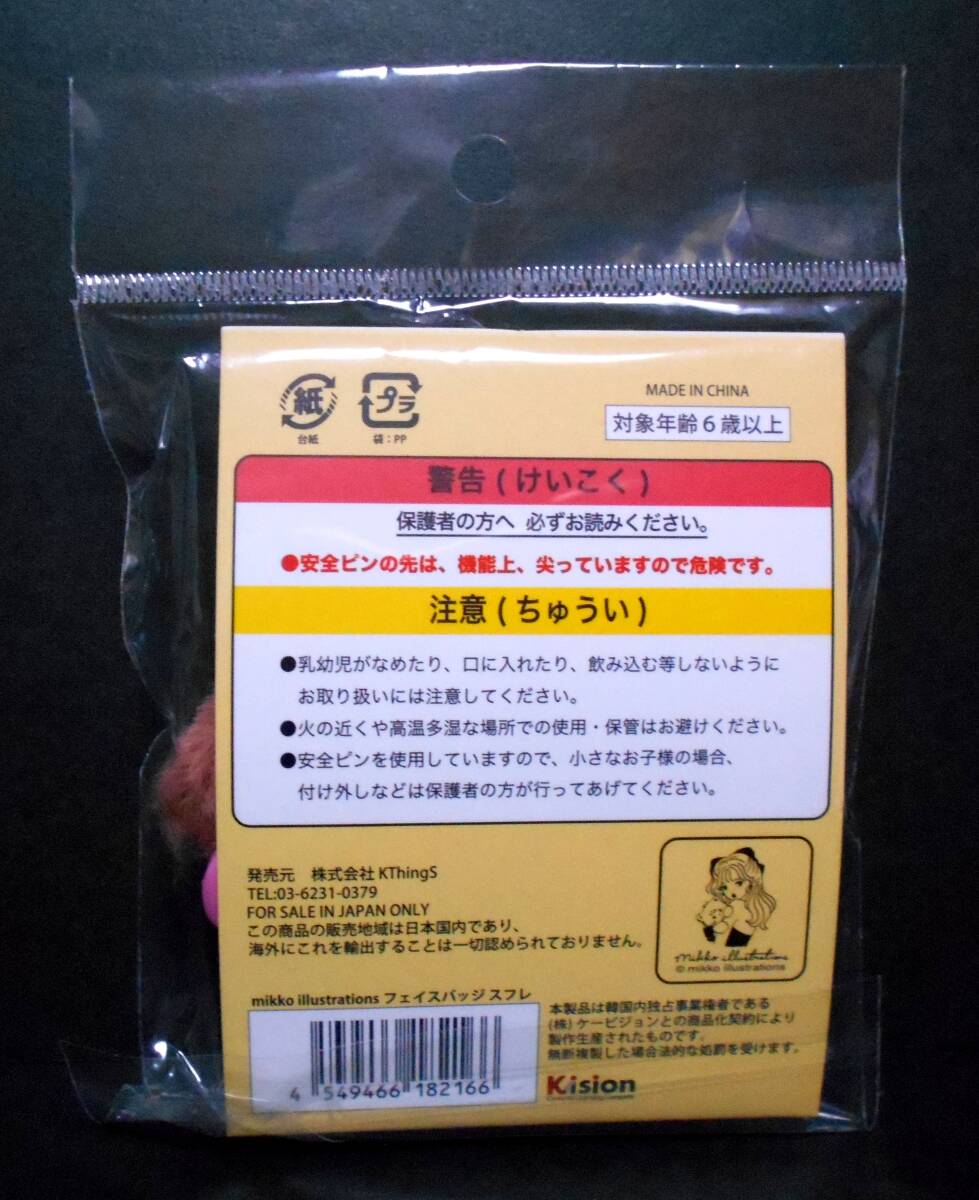 紙
台紙
プラ
袋：PP
MADE IN CHINA
対象年齢６歳以上
警告(けいこく)
保護者の方へ 必ずお読みください。
●安全ピンの先は、機能上、尖っていますので危険です。
注意(ちゅうい)
●乳幼児がなめたり、口に入れたり、飲み込む等しないように
お取り扱いには注意してください。
●火の近くや高温多湿な場所での使用・保管はお避けください。
●安全ピンを使用していますので、小さなお子様の場合、
付け外しなどは保護者の方が行ってあげてください。
発売元　株式会社 KThingS
TEL:03-6231-0379
FOR SALE IN JAPAN ONLY
この商品の販売地域は日本国内であり、
海外にこれを輸出することは一切認められておりません。
mikko illustrations
© mikko illustrations
mikko illustrations フェイスバッジ スフレ
4 549466 182166
本製品は韓国内独占事業権者である
(株) ケービジョンとの商品化契約により
製作生産されたものです。
無断複製した場合法的な処罰を受けます。
Kision